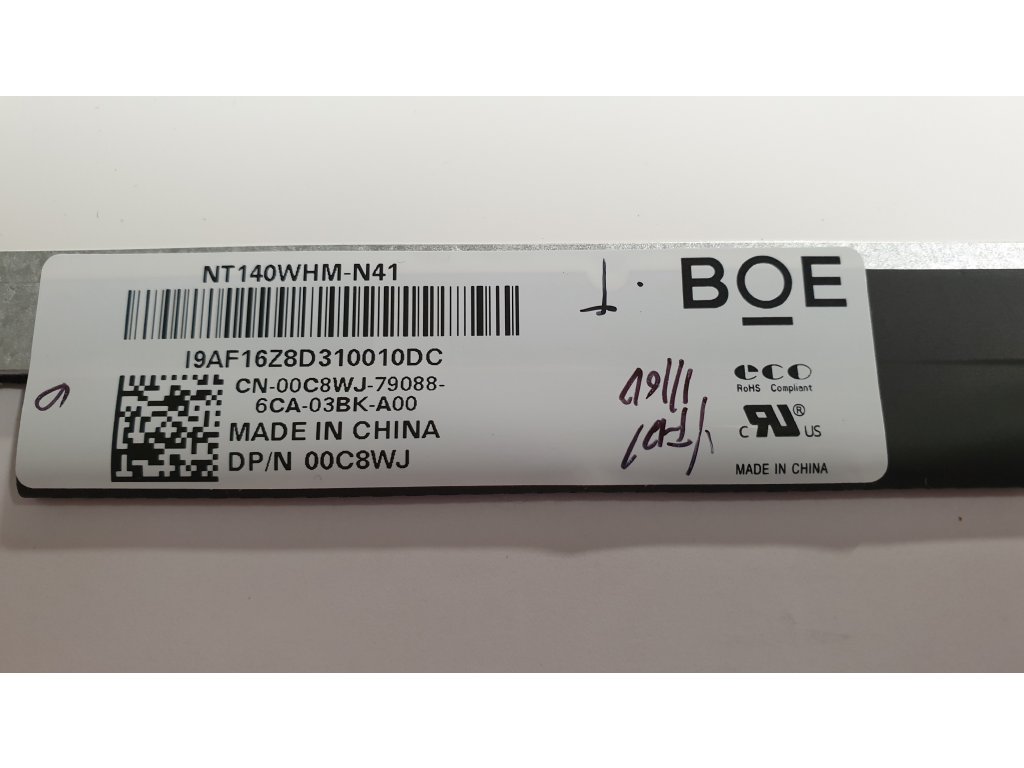 NT140WHM-N41
I9AF16Z8D310010DC
CN-00C8WJ-79088-
6CA-03BK-A00
MADE IN CHINA
DP/N 00C8WJ
BOE
eco
RoHS Compliant
C RU ® US
MADE IN CHINA